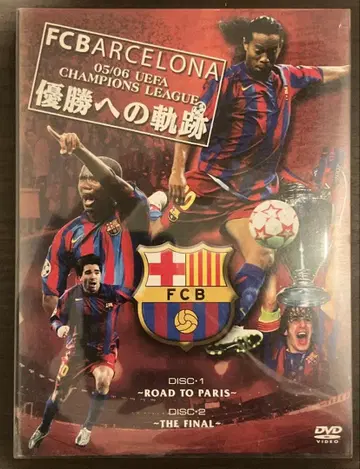 FCBARCELONA
05/06 UEFA
CHAMPIONS LEAGUE
優勝への軌跡
FCB
DISC·1
~ROAD TO PARIS~
DISC·2
~THE FINAL~
DVD
VIDEO